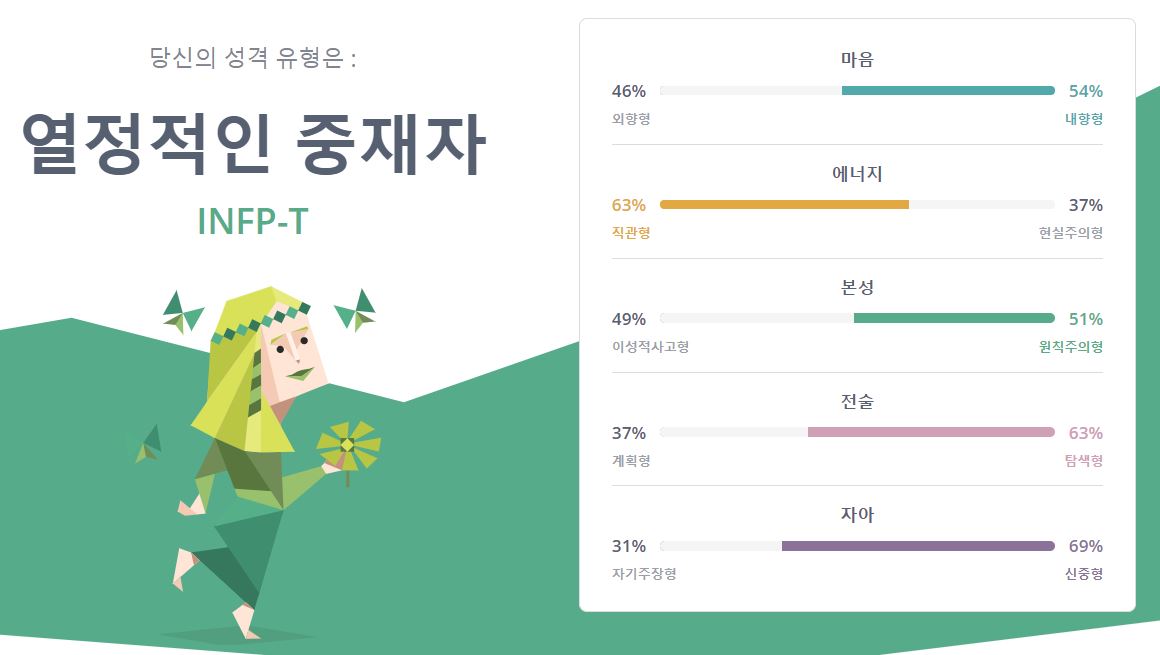 당신의 성격 유형은 :
열정적인 중재자
INFP-T
마음
46% 54%
외향형 내향형
에너지
63% 37%
직관형 현실주의형
본성
49% 51%
이성적사고형 원칙주의형
전술
37% 63%
계획형 탐색형
자아
31% 69%
자기주장형 신중형